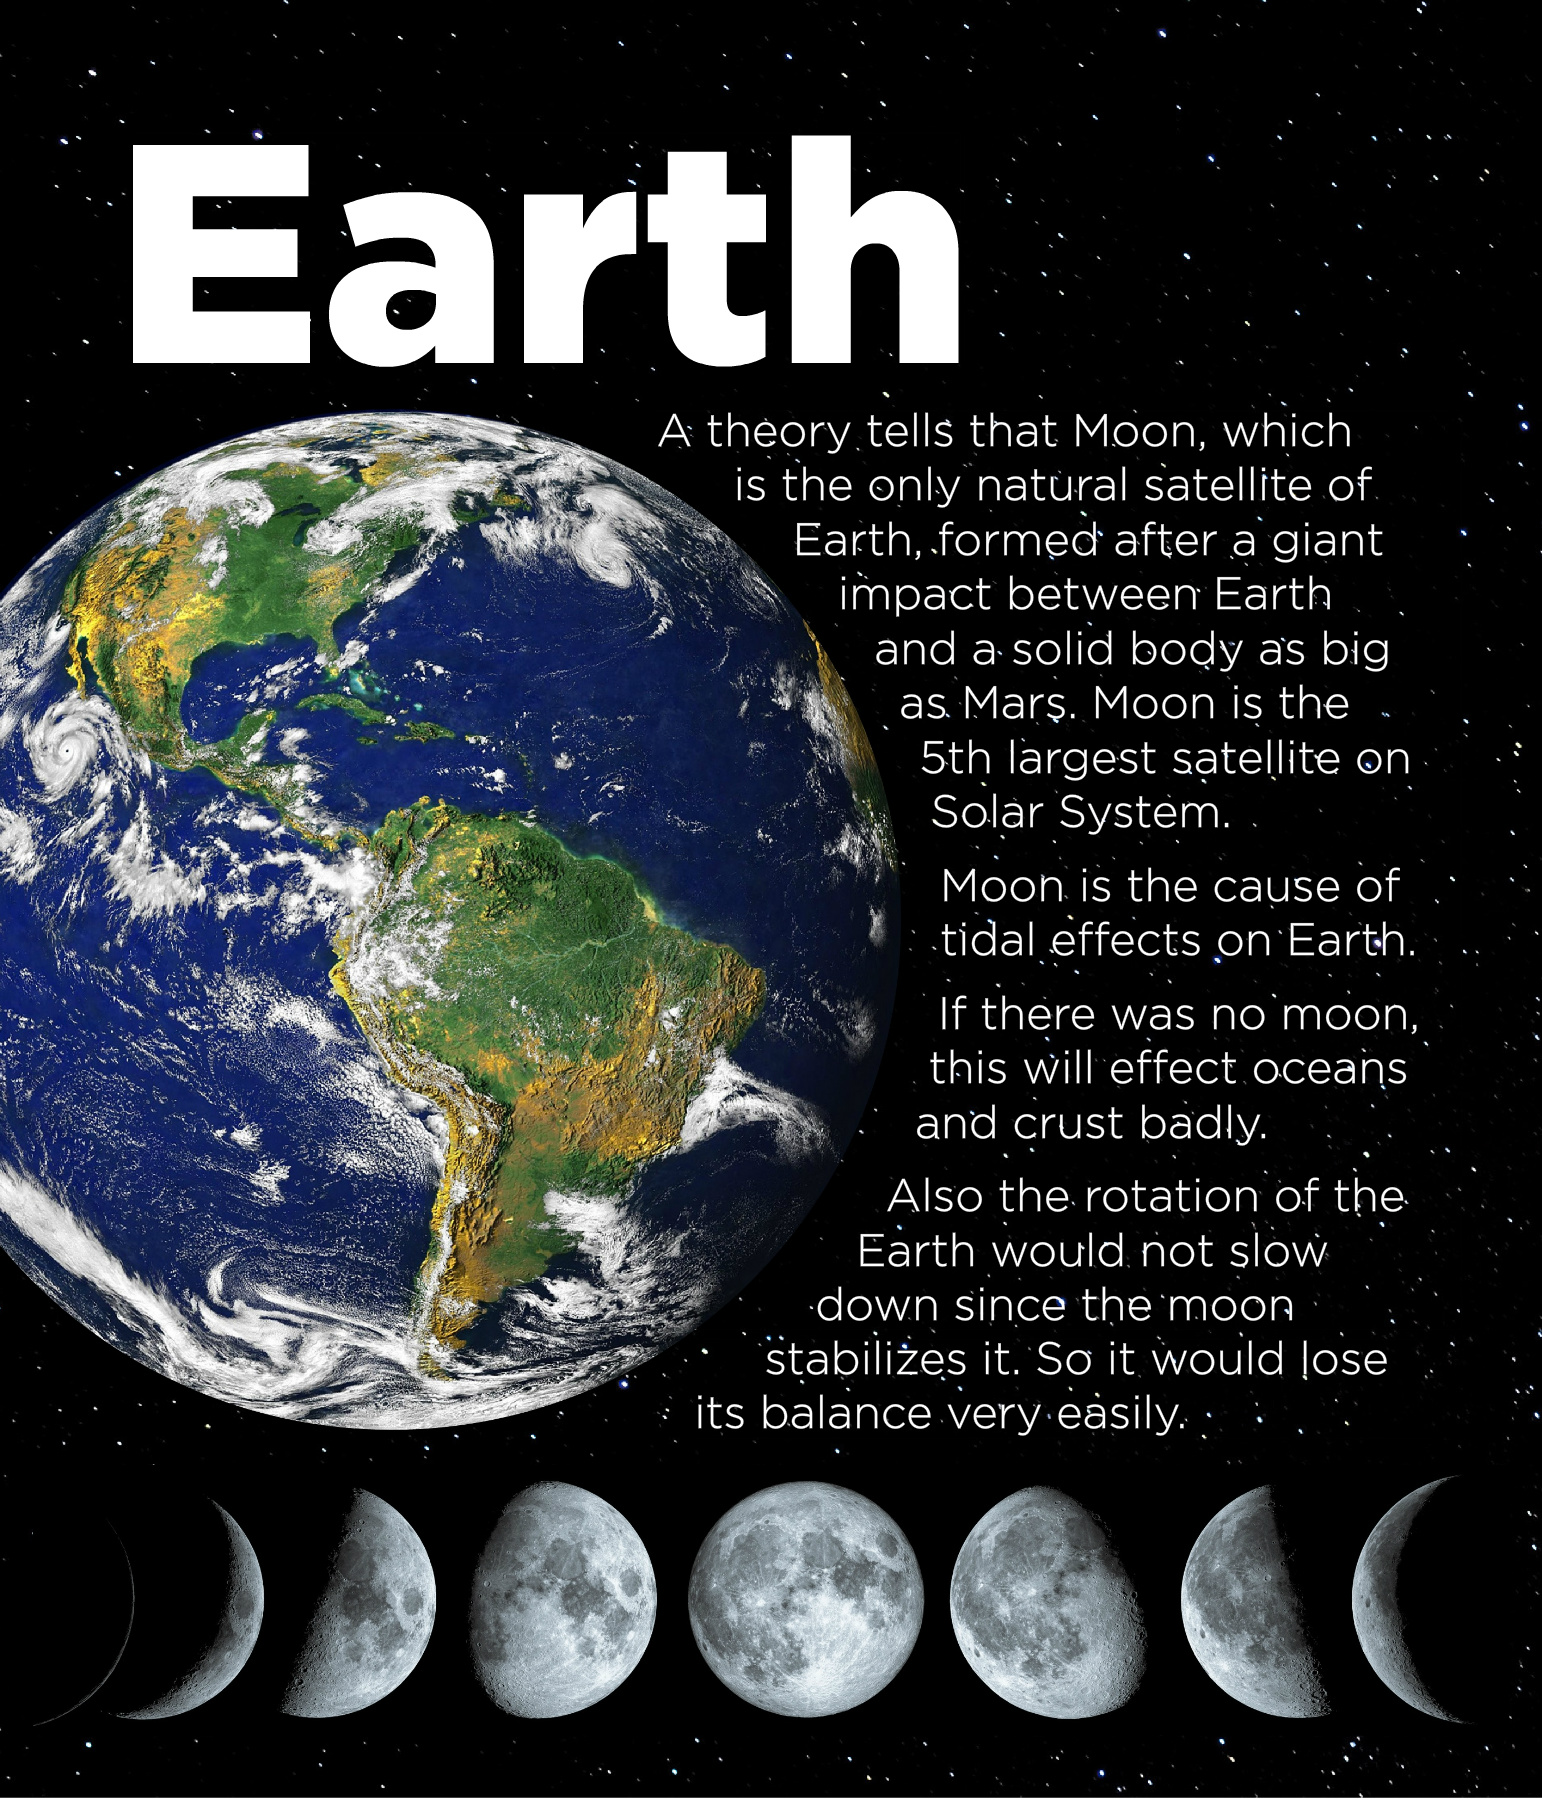 Earth
A theory tells that Moon, which
is the only natural satellite of
Earth, formed after a giant
impact between Earth
and a solid body as big
as Mars. Moon is the
5th largest satellite on
Solar System.
Moon is the cause of
tidal effects on Earth.
If there was no moon,
this will effect oceans
and crust badly.
Also the rotation of the
Earth would not slow
down since the moon
stabilizes it. So it would lose
its balance very easily.